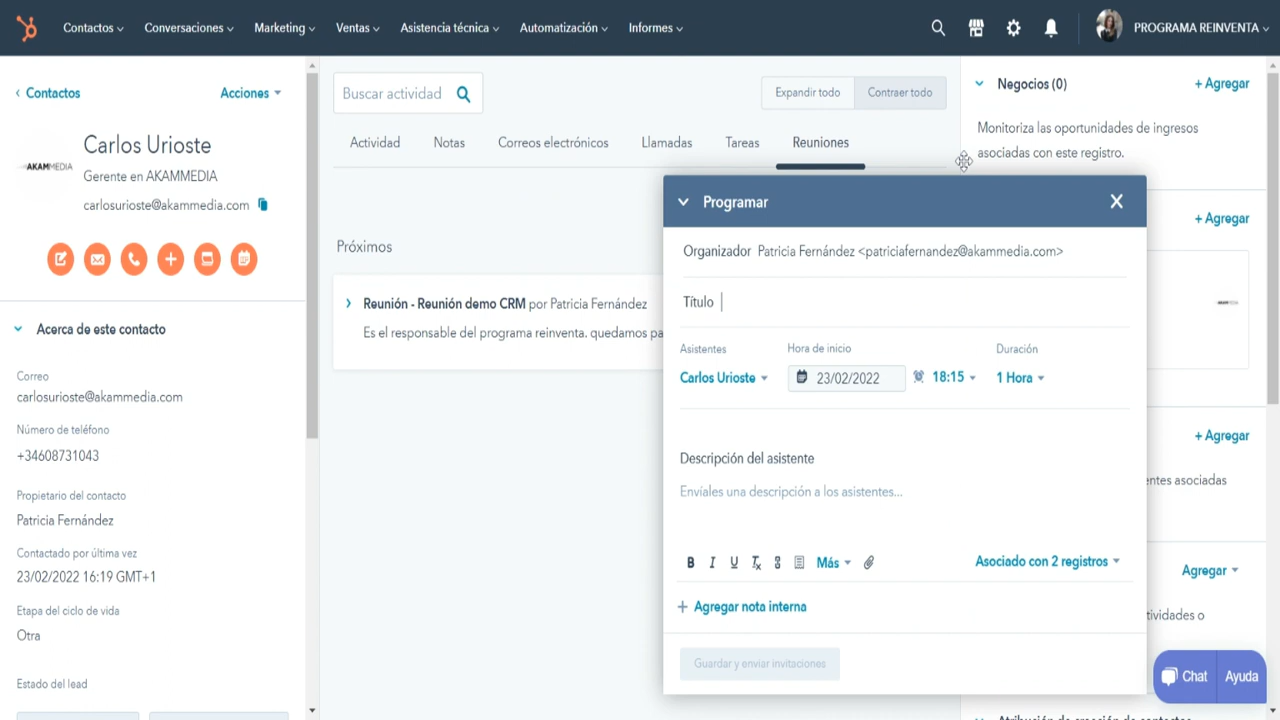 Contactos
Conversaciones
Marketing
Ventas
Asistencia técnica
Automatización
Informes
PROGRAMA REINVENTA
Contactos
Acciones
AKAMMEDIA
Carlos Urioste
Gerente en AKAMMEDIA
carlosurioste@akammedia.com
Acerca de este contacto
Correo
carlosurioste@akammedia.com
Número de teléfono
+34608731043
Propietario del contacto
Patricia Fernández
Contactado por última vez
23/02/2022 16:19 GMT+1
Etapa del ciclo de vida
Otra
Estado del lead
Buscar actividad
Expandir todo
Contraer todo
Actividad
Notas
Correos electrónicos
Llamadas
Tareas
Reuniones
Próximos
Reunión - Reunión demo CRM por Patricia Fernández
Es el responsable del programa reinventa. quedamos pa
Programar
Organizador Patricia Fernández <patriciafernandez@akammedia.com>
Título
Asistentes
Hora de inicio
Duración
Carlos Urioste
23/02/2022
18:15
1 Hora
Descripción del asistente
Envíales una descripción a los asistentes...
B I U Tx
Más
Asociado con 2 registros
+ Agregar nota interna
Guardar y enviar invitaciones
Negocios (0)
+ Agregar
Monitoriza las oportunidades de ingresos
asociadas con este registro.
+ Agregar
+ Agregar
entes asociadas
Agregar
tividades o
Chat
Ayuda
Atribución de creación de contactos